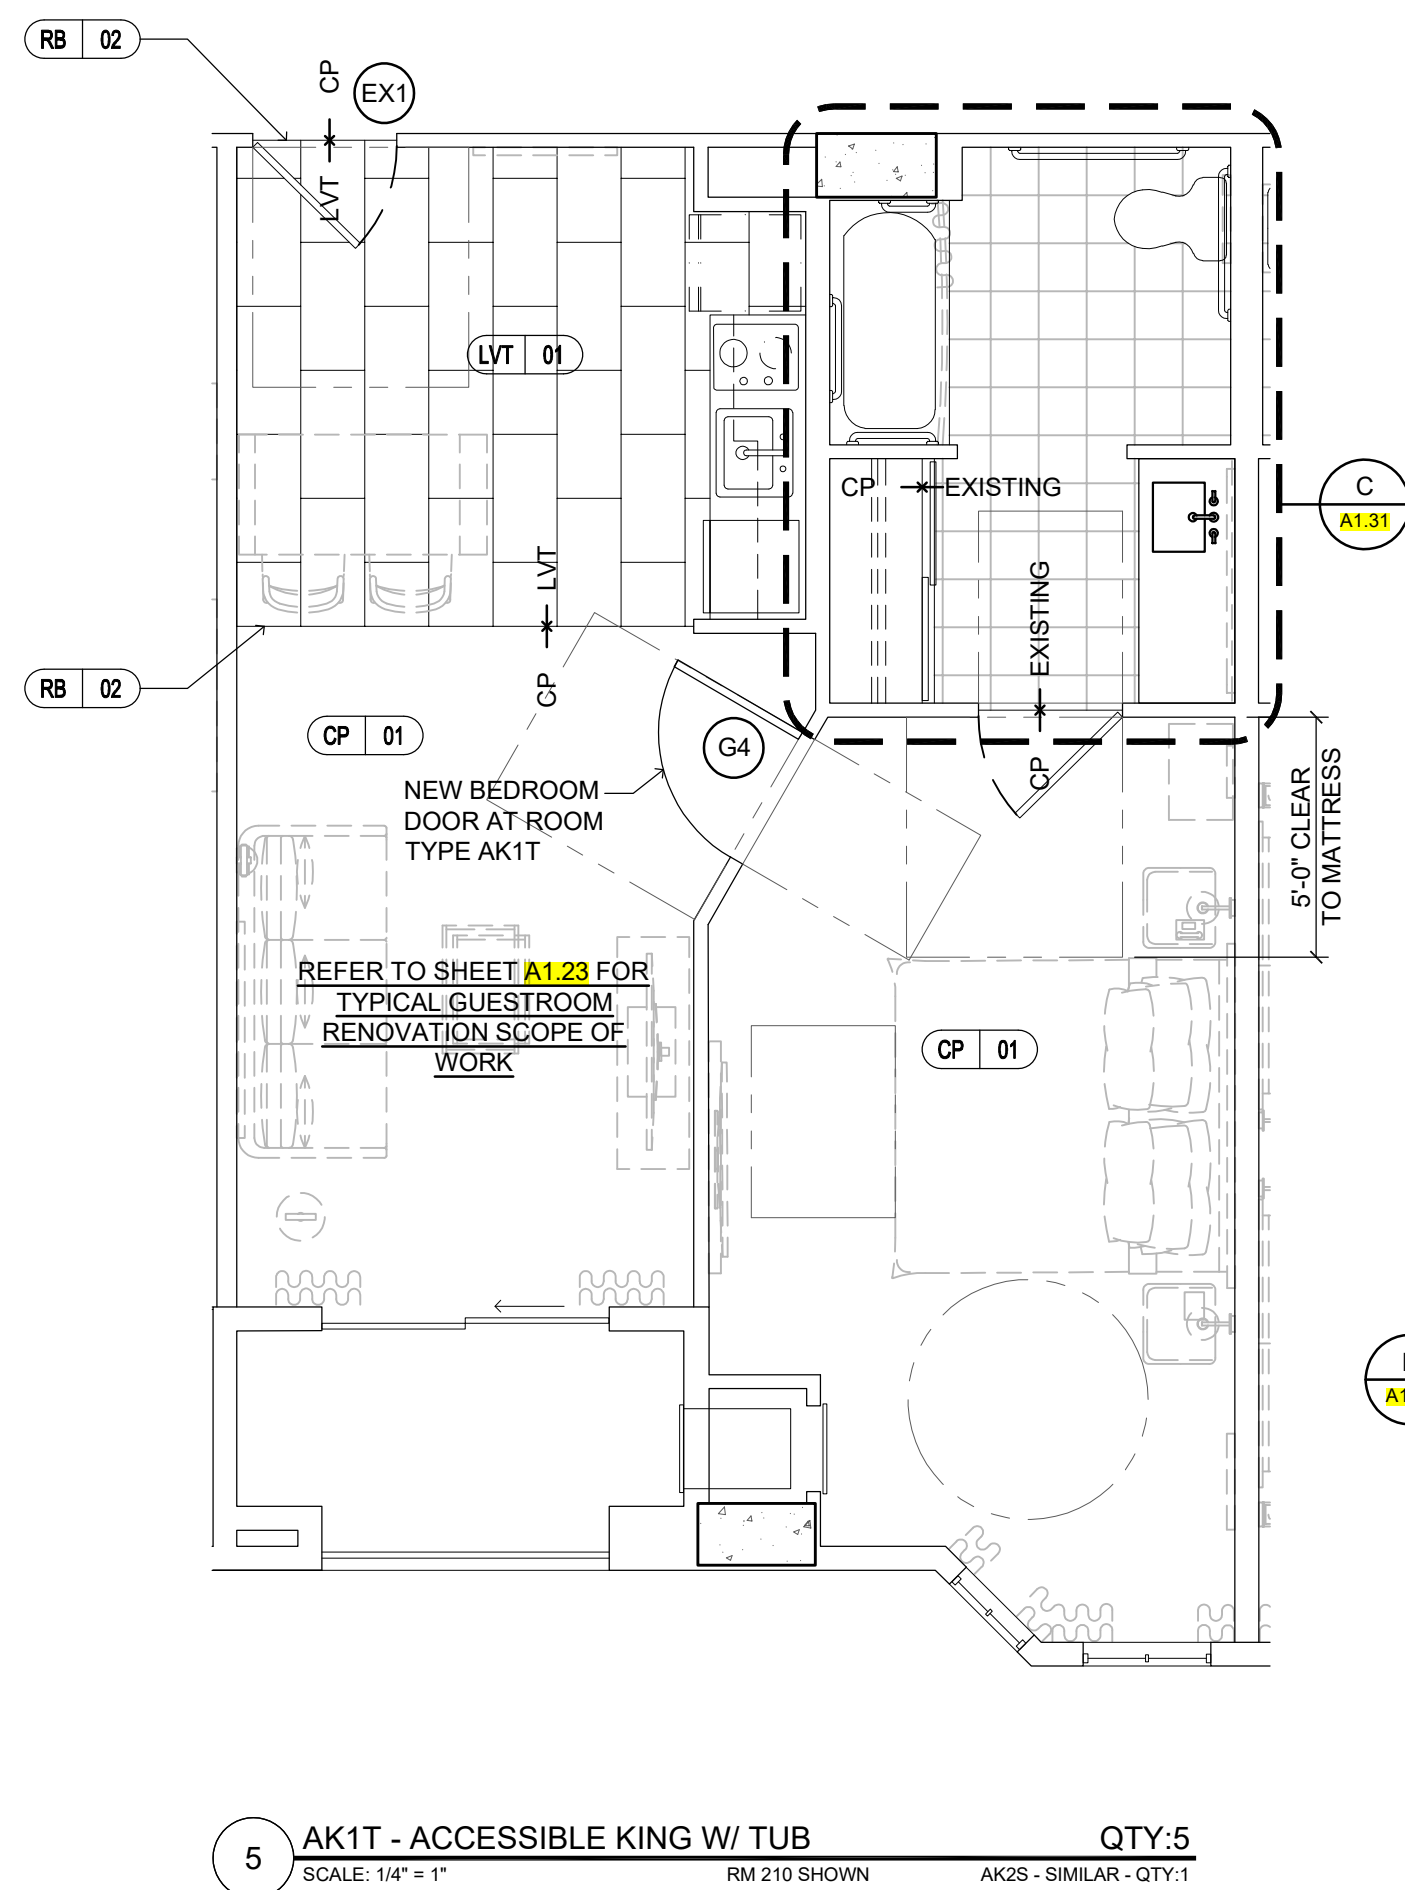 RB 02
CP
EX1
LVT
LVT 01
CP EXISTING
C
A1.31
LVT
EXISTING
RB 02
CP
CP 01
G4
CP
NEW BEDROOM
DOOR AT ROOM
TYPE AK1T
5'-0" CLEAR
TO MATTRESS
REFER TO SHEET A1.23 FOR
TYPICAL GUESTROOM
RENOVATION SCOPE OF
WORK
CP 01
A1
5
AK1T - ACCESSIBLE KING W/ TUB QTY:5
SCALE: 1/4" = 1" RM 210 SHOWN AK2S - SIMILAR - QTY:1